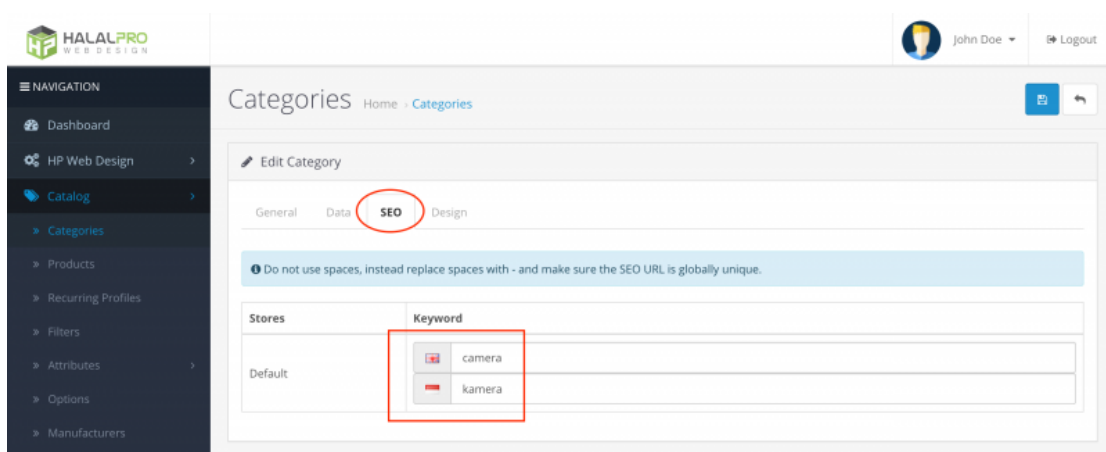 HALALPRO
WEB DESIGN
John Doe
Logout
NAVIGATION
Categories Home › Categories
Dashboard
HP Web Design
Edit Category
Catalog
General Data SEO Design
Categories
Products
Do not use spaces, instead replace spaces with - and make sure the SEO URL is globally unique.
Recurring Profiles
Stores Keyword
Filters
camera
Attributes
Default
kamera
Options
Manufacturers